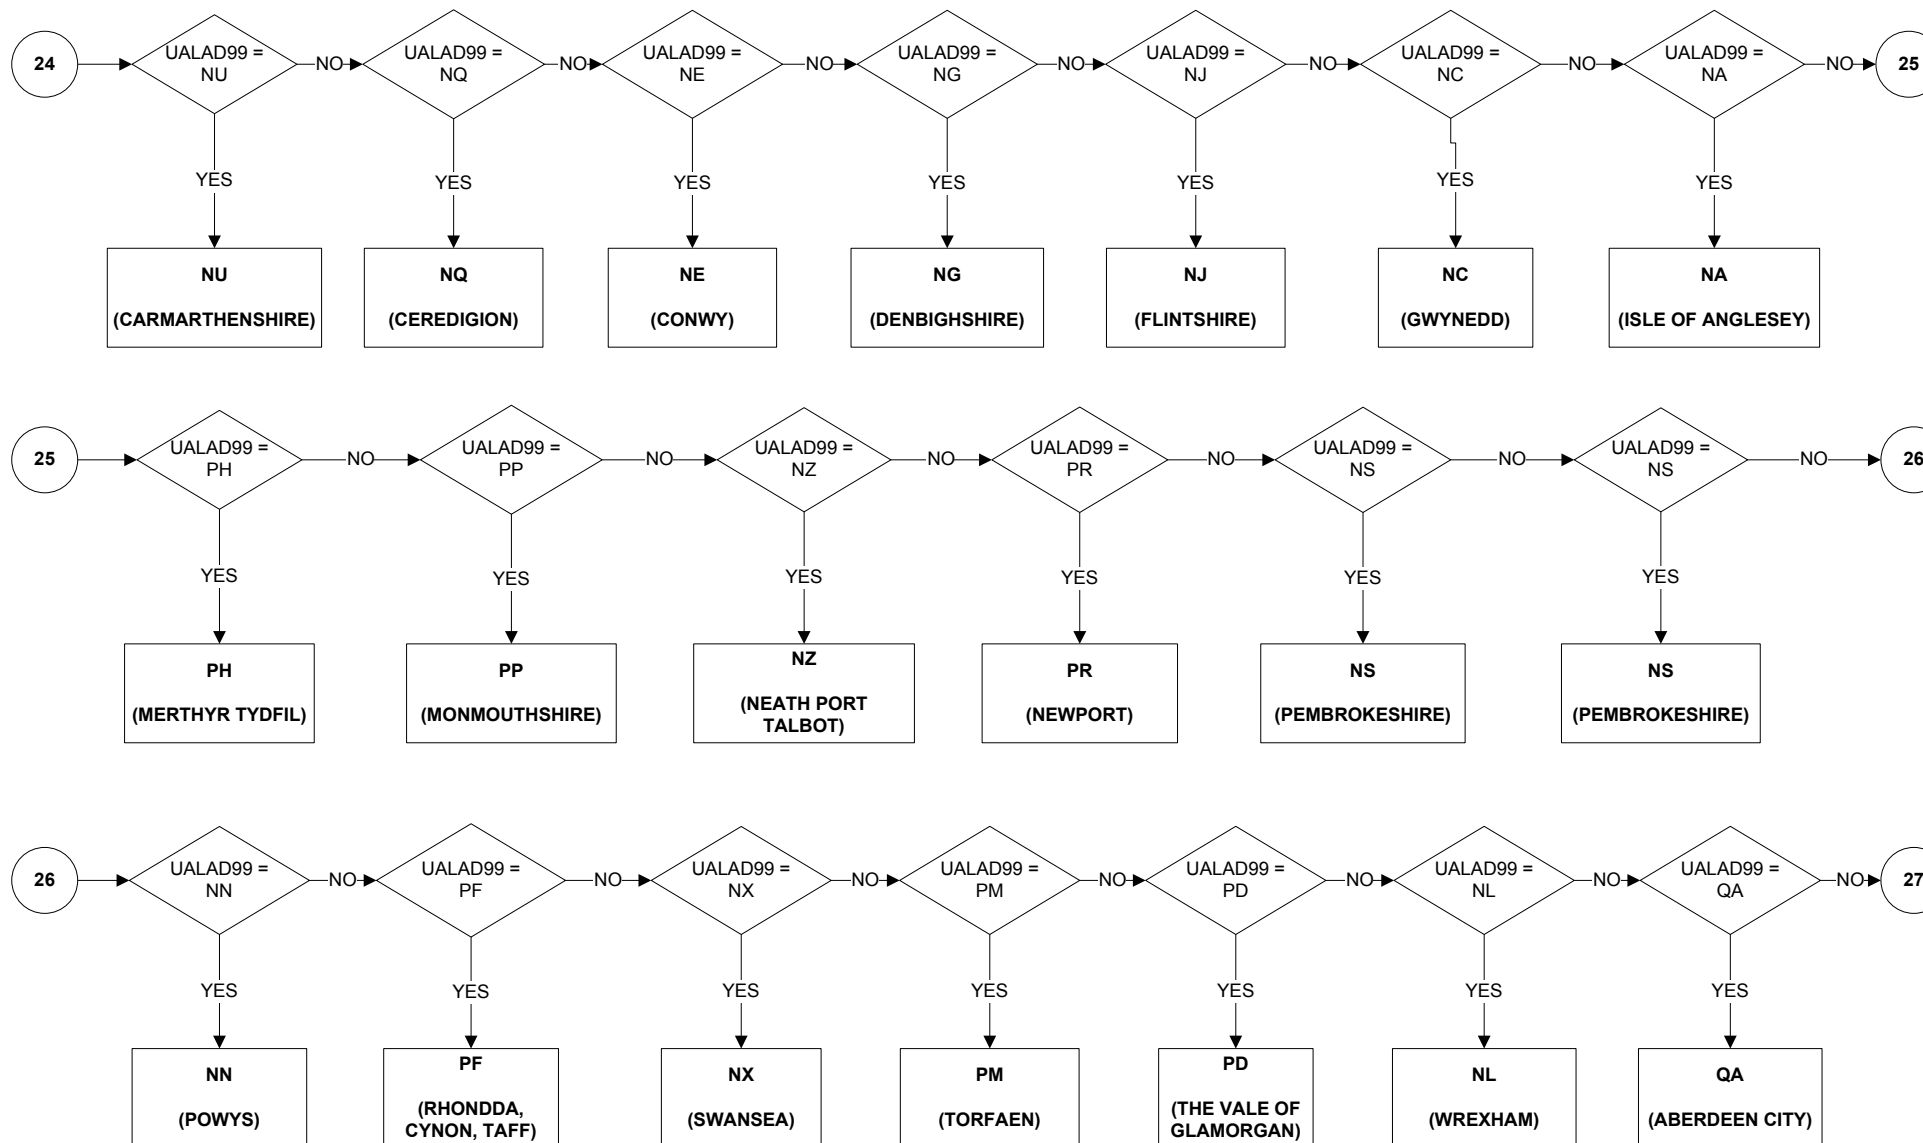 24
UALAD99 =
NU
NO
UALAD99 =
NQ
NO
UALAD99 =
NE
NO
UALAD99 =
NG
NO
UALAD99 =
NJ
NO
UALAD99 =
NC
NO
UALAD99 =
NA
NO
25
YES
YES
YES
YES
YES
YES
YES
NU
(CARMARTHENSHIRE)
NQ
(CEREDIGION)
NE
(CONWY)
NG
(DENBIGHSHIRE)
NJ
(FLINTSHIRE)
NC
(GWYNEDD)
NA
(ISLE OF ANGLESEY)
25
UALAD99 =
PH
NO
UALAD99 =
PP
NO
UALAD99 =
NZ
NO
UALAD99 =
PR
NO
UALAD99 =
NS
NO
UALAD99 =
NS
NO
26
YES
YES
YES
YES
YES
YES
PH
(MERTHYR TYDFIL)
PP
(MONMOUTHSHIRE)
NZ
(NEATH PORT
TALBOT)
PR
(NEWPORT)
NS
(PEMBROKESHIRE)
NS
(PEMBROKESHIRE)
26
UALAD99 =
NN
NO
UALAD99 =
PF
NO
UALAD99 =
NX
NO
UALAD99 =
PM
NO
UALAD99 =
PD
NO
UALAD99 =
NL
NO
UALAD99 =
QA
NO
27
YES
YES
YES
YES
YES
YES
YES
NN
(POWYS)
PF
(RHONDDA,
CYNON, TAFF)
NX
(SWANSEA)
PM
(TORFAEN)
PD
(THE VALE OF
GLAMORGAN)
NL
(WREXHAM)
QA
(ABERDEEN CITY)